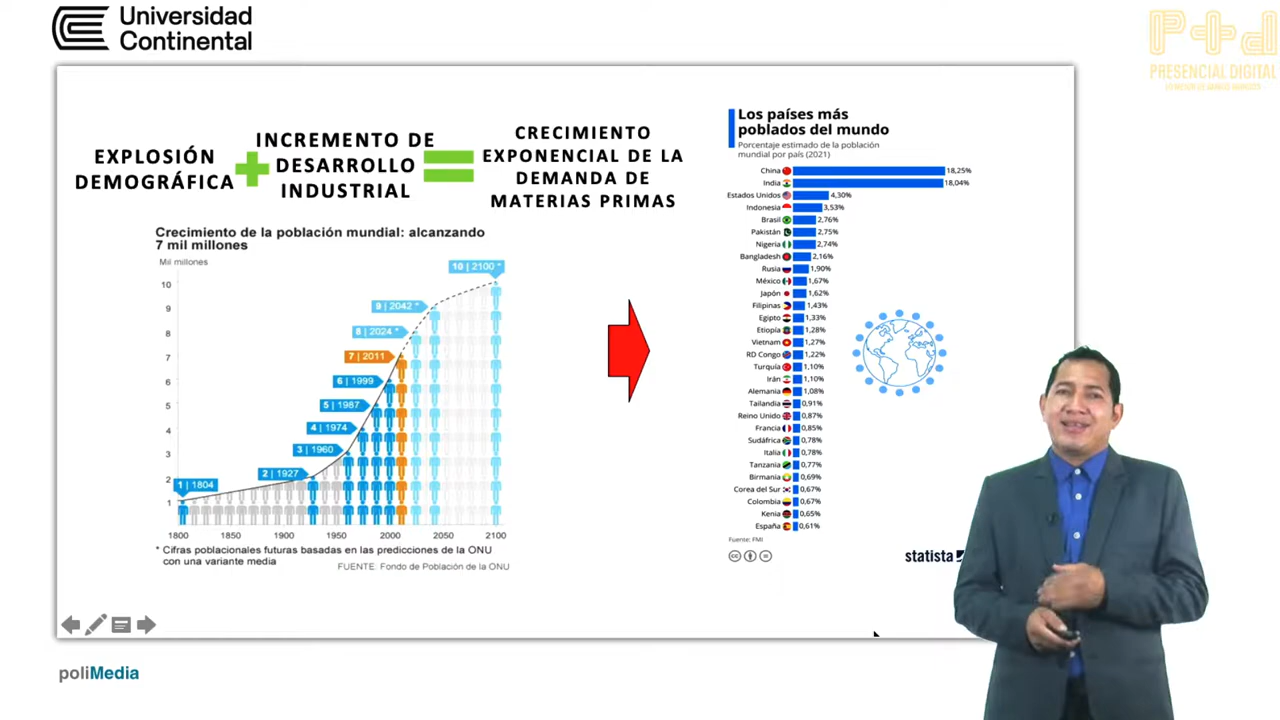 Universidad
Continental
P+d
PRESENCIAL DIGITAL
EXPLOSIÓN
DEMOGRÁFICA
INCREMENTO DE
DESARROLLO
INDUSTRIAL
CRECIMIENTO
EXPONENCIAL DE LA
DEMANDA DE
MATERIAS PRIMAS
Crecimiento de la población mundial: alcanzando
7 mil millones
Mil millones
10
9
8
7
6
5
4
3
2
1
10 | 2100 *
9 | 2042 *
8 | 2024 *
7 | 2011
6 | 1999
5 | 1987
4 | 1974
3 | 1960
2 | 1927
1 | 1804
1800 1850 1900 1950 2000 2050 2100
* Cifras poblacionales futuras basadas en las predicciones de la ONU
con una variante media
FUENTE. Fondo de Población de la ONU
Los países más
poblados del mundo
Porcentaje estimado de la población
mundial por país (2021)
China 18,25%
India 18,04%
Estados Unidos 4,30%
Indonesia 3,53%
Brasil 2,76%
Pakistán 2,75%
Nigeria 2,74%
Bangladesh 2,16%
Rusia 1,90%
México 1,67%
Japón 1,62%
Filipinas 1,43%
Egipto 1,33%
Etiopía 1,28%
Vietnam 1,27%
RD Congo 1,22%
Turquía 1,10%
Irán 1,10%
Alemania 1,08%
Tailandia 0,91%
Reino Unido 0,87%
Francia 0,85%
Sudáfrica 0,78%
Italia 0,78%
Tanzania 0,77%
Birmania 0,69%
Corea del Sur 0,67%
Colombia 0,67%
Kenia 0,65%
España 0,61%
Fuente: FMI
statista
poliMedia